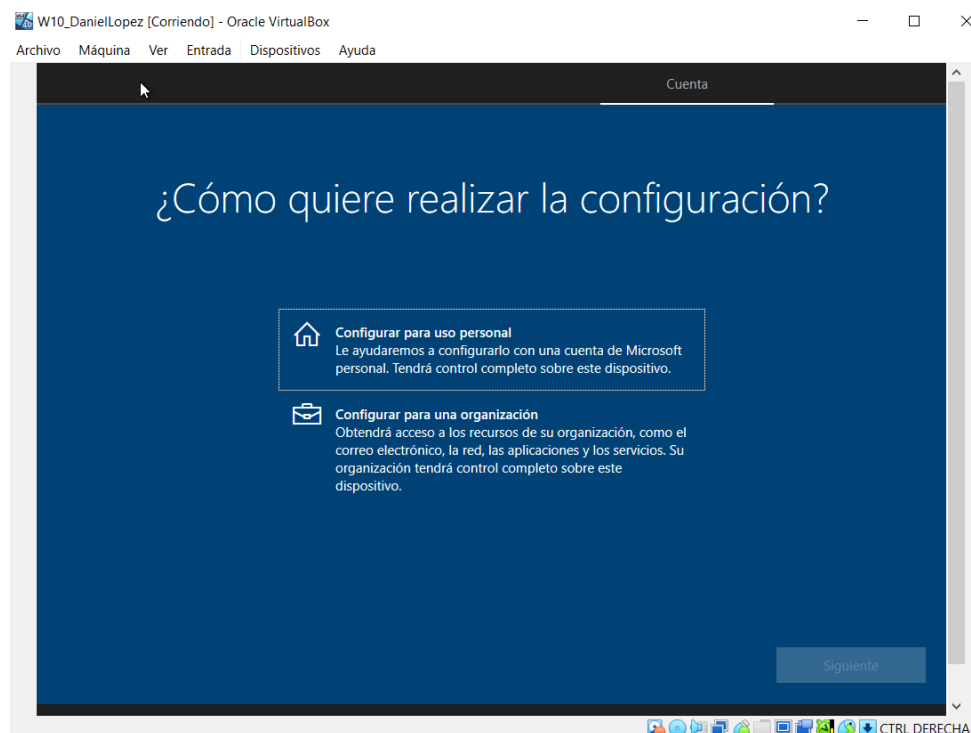 W10_DanielLopez [Corriendo] - Oracle VirtualBox
Archivo Máquina Ver Entrada Dispositivos Ayuda
Cuenta
¿Cómo quiere realizar la configuración?
Configurar para uso personal
Le ayudaremos a configurarlo con una cuenta de Microsoft
personal. Tendrá control completo sobre este dispositivo.
Configurar para una organización
Obtendrá acceso a los recursos de su organización, como el
correo electrónico, la red, las aplicaciones y los servicios. Su
organización tendrá control completo sobre este
dispositivo.
Siguiente
CTRL DERECHA